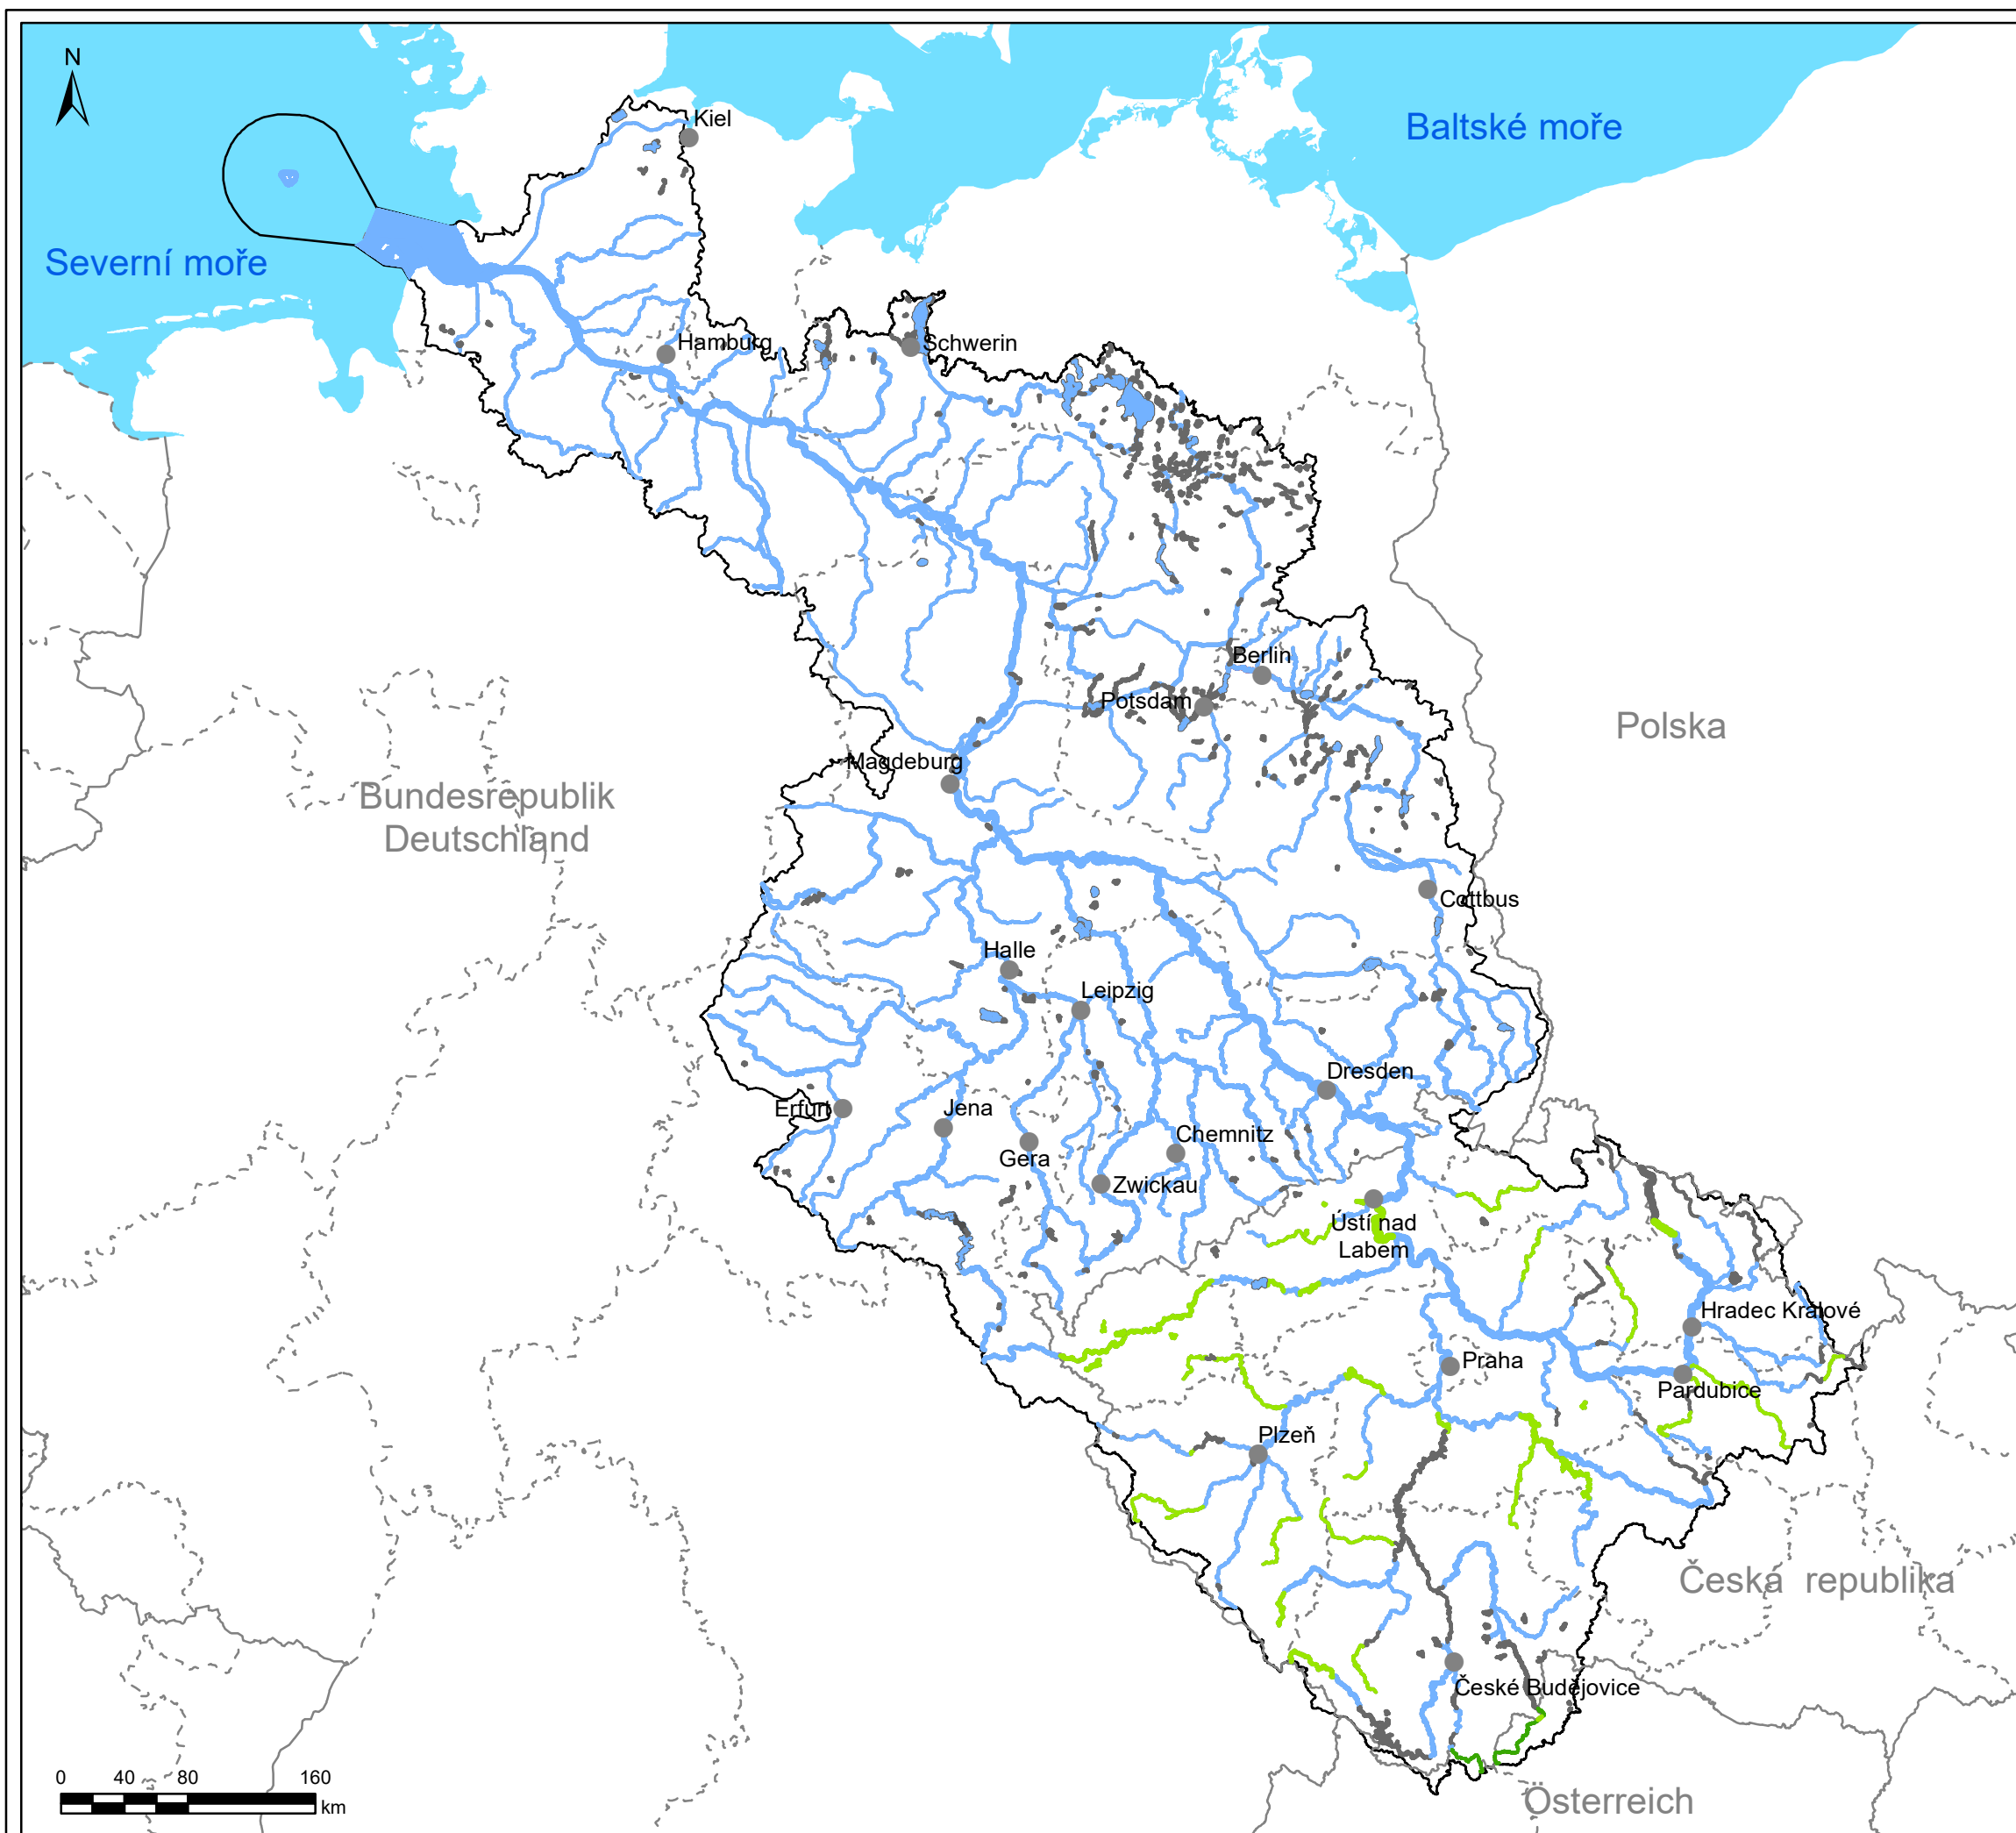 N
Kiel
Baltské moře
Severní moře
Hamburg
Schwerin
Berlin
Potsdam
Polska
Magdeburg
Bundesrepublik
Deutschland
Cottbus
Halle
Leipzig
Dresden
Erfurt
Jena
Chemnitz
Gera
Zwickau
Ústí nad
Labem
Hradec Králové
Praha
Pardubice
Plzeň
Česká republika
České Budějovice
0 40 80 160
km
Österreich